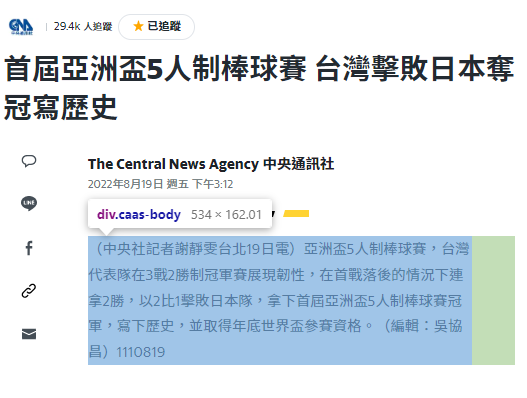 CNA
中央通訊社
29.4k 人追蹤
★ 已追蹤
首屆亞洲盃5人制棒球賽 台灣擊敗日本奪
冠寫歷史
The Central News Agency 中央通訊社
2022年8月19日 週五 下午3:12
div.caas-body 534 × 162.01
LINE
（中央社記者謝靜雯台北19日電）亞洲盃5人制棒球賽，台灣
代表隊在3戰2勝制冠軍賽展現韌性，在首戰落後的情況下連
拿2勝，以2比1擊敗日本隊，拿下首屆亞洲盃5人制棒球賽冠
軍，寫下歷史，並取得年底世界盃參賽資格。（編輯：吳協
昌）1110819